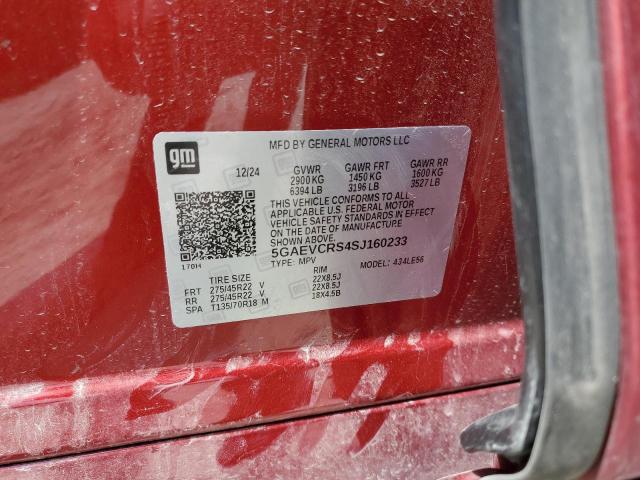 gm
MFD BY GENERAL MOTORS LLC
12/24 GVWR GAWR FRT GAWR RR
2900 KG 1450 KG 1600 KG
6394 LB 3196 LB 3527 LB
THIS VEHICLE CONFORMS TO ALL
APPLICABLE U.S. FEDERAL MOTOR
VEHICLE SAFETY STANDARDS IN EFFECT
ON THE DATE OF MANUFACTURE
SHOWN ABOVE.
5GAEVCRS4SJ160233
170H TYPE: MPV MODEL: 434LE56
TIRE SIZE RIM
FRT 275/45R22 V 22X8.5J
RR 275/45R22 V 22X8.5J
SPA T135/70R18 M 18X4.5B